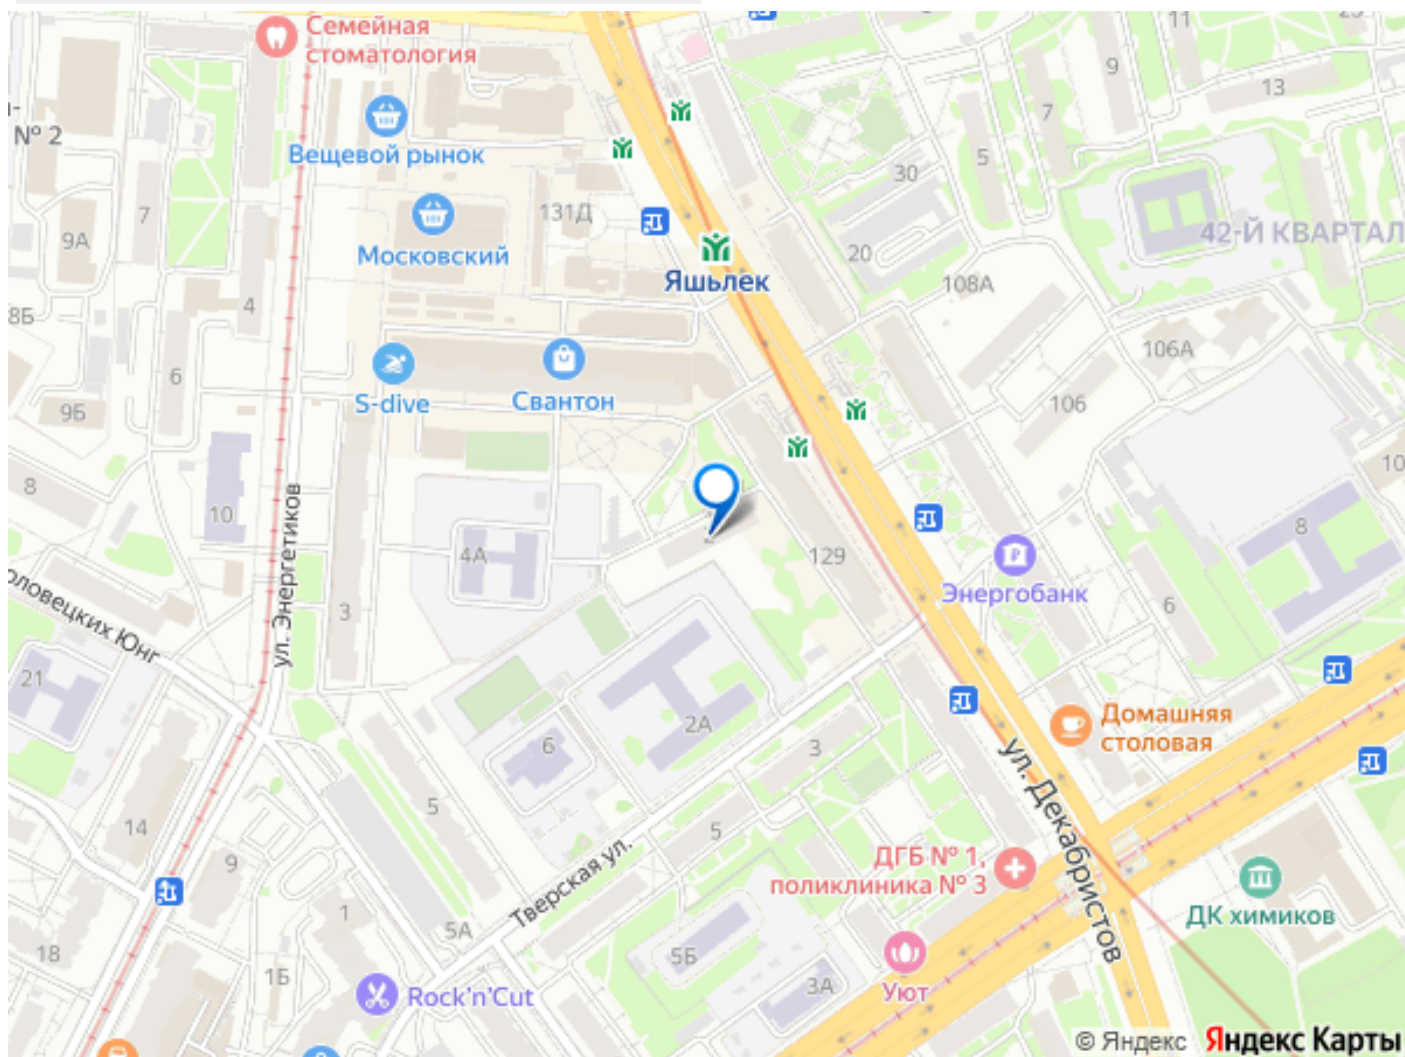 Семейная
стоматология
11
9
13
7
№ 2
Вещевой рынок
5
30
7
131Д
9А
Московский
42-Й КВАРТАЛ
20
Яшьлек
108А
4
8Б
106А
6
S-dive
Свантон
106
9Б
10
8
10
ул. Энергетиков
4А
129
8
Энергобанк
3
6
оловецких Юнг
21
Домашняя
столовая
2А
6
3
ул. Декабристов
5
14
5
9
ДГБ № 1,
поликлиника № 3
Тверская ул.
ДК химиков
1
5А
18
5Б
1Б
3А
Rock'n'Cut
Уют
© Яндекс Яндекс Карты